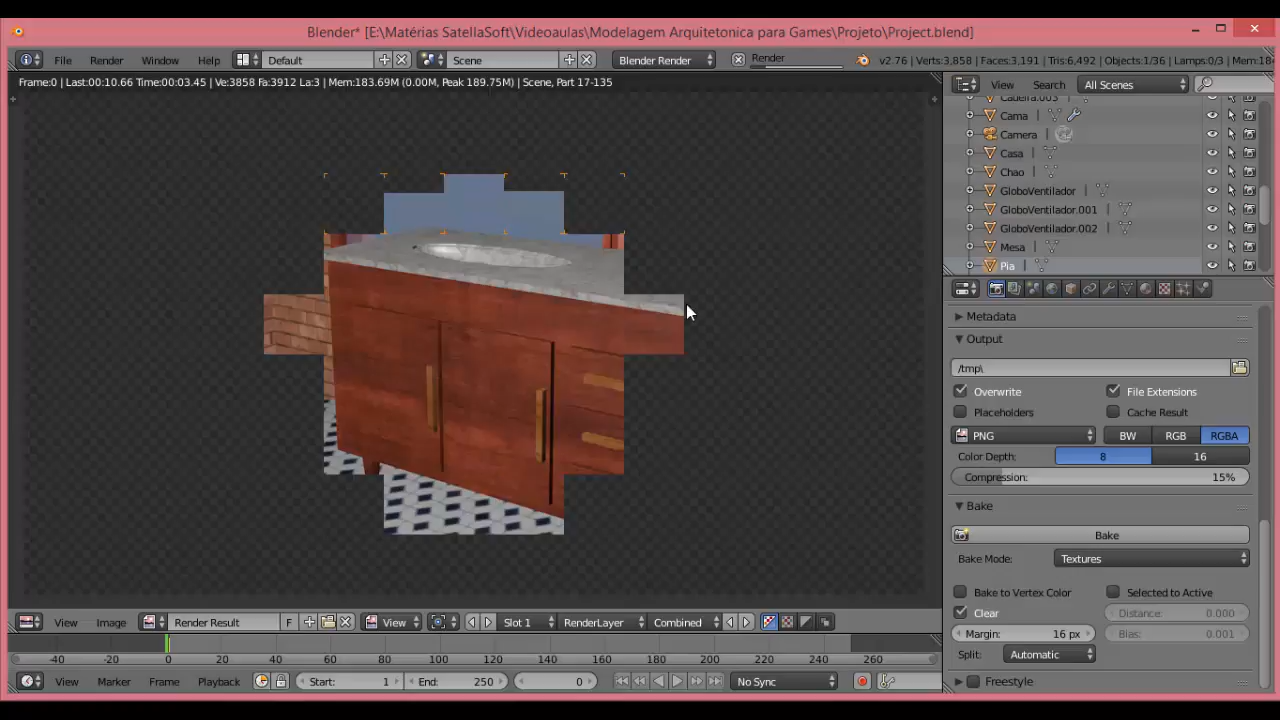 Blender* [E:\Matérias SatellaSoft\Videoaulas\Modelagem Arquitetonica para Games\Projeto\Project.blend]
File Render Window Help Default Scene Blender Render Render v2.76 | Verts:3,858 | Faces:3,191 | Tris:6,492 | Objects:1/36 | Lamps:0/3 | Mem:18
Frame:0 | Last:00:10.66 Time:00:03.45 | Ve:3858 Fa:3912 La:3 | Mem:183.69M (0.00M, Peak 189.75M) | Scene, Part 17-135
View Search All Scenes
Cadeira.003
Cama
Camera
Casa
Chao
GloboVentilador
GloboVentilador.001
GloboVentilador.002
Mesa
Pia
Metadata
Output
/tmp\
Overwrite File Extensions
Placeholders Cache Result
PNG BW RGB RGBA
Color Depth: 8 16
Compression: 15%
Bake
Bake
Bake Mode: Textures
Bake to Vertex Color Selected to Active
Clear Distance: 0.000
Margin: 16 px Bias: 0.001
Split: Automatic
Freestyle
View Image Render Result F View Slot 1 RenderLayer Combined
-40 -20 0 20 40 60 80 100 120 140 160 180 200 220 240 260
View Marker Frame Playback Start: 1 End: 250 0 No Sync